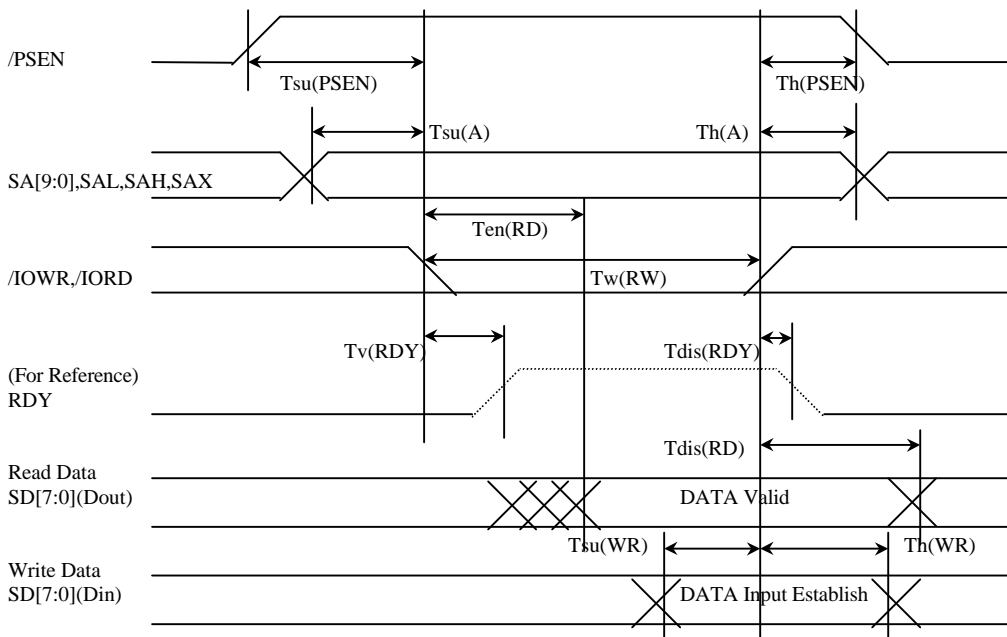 /PSEN
Tsu(PSEN)
Th(PSEN)
Tsu(A)
Th(A)
SA[9:0],SAL,SAH,SAX
Ten(RD)
/IOWR,/IORD
Tw(RW)
Tv(RDY)
Tdis(RDY)
(For Reference)
RDY
Tdis(RD)
Read Data
SD[7:0](Dout)
DATA Valid
Tsu(WR)
Th(WR)
Write Data
SD[7:0](Din)
DATA Input Establish